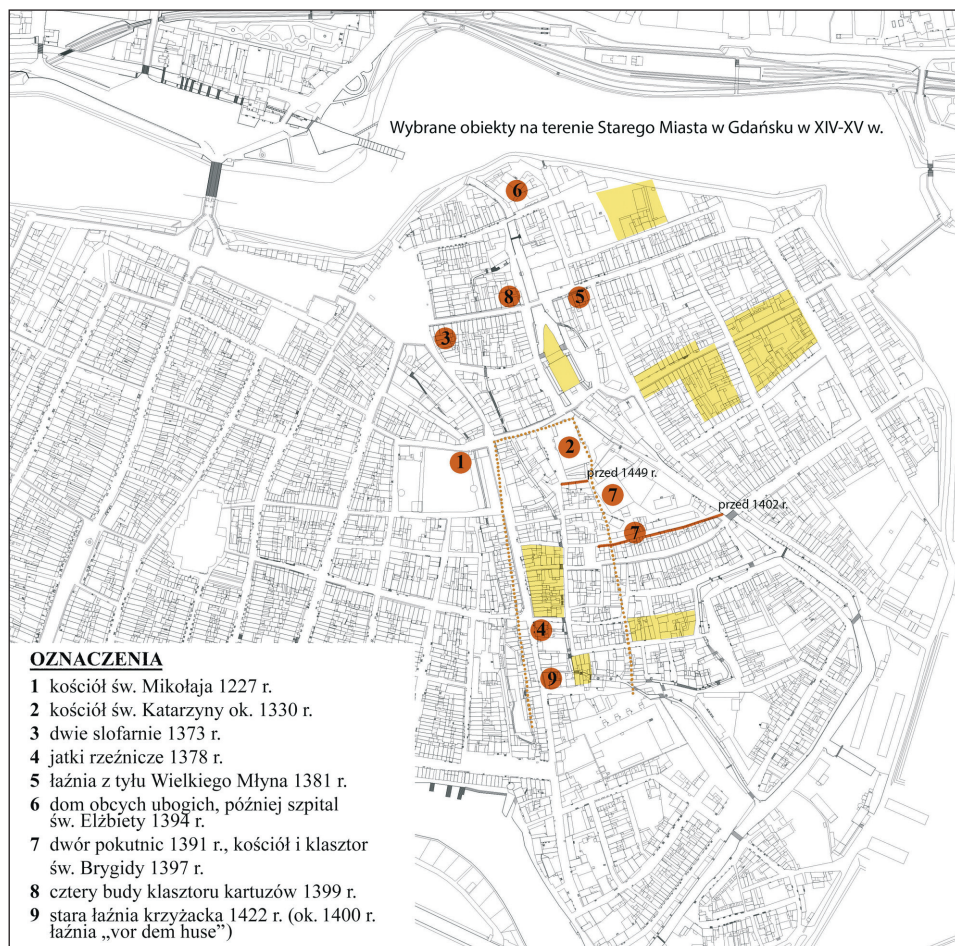 Wybrane obiekty na terenie Starego Miasta w Gdańsku w XIV-XV w.
6
8
5
3
2
1
przed 1449 r.
7
przed 1402 r.
7
4
9
OZNACZENIA
1 kościół św. Mikołaja 1227 r.
2 kościół św. Katarzyny ok. 1330 r.
3 dwie slofarnie 1373 r.
4 jatki rzeźnicze 1378 r.
5 łaźnia z tyłu Wielkiego Młyna 1381 r.
6 dom obcych ubogich, później szpital
św. Elżbiety 1394 r.
7 dwór pokutnic 1391 r., kościół i klasztor
św. Brygidy 1397 r.
8 cztery budy klasztoru kartuzów 1399 r.
9 stara łaźnia krzyżacka 1422 r. (ok. 1400 r.
łaźnia „vor dem huse”)